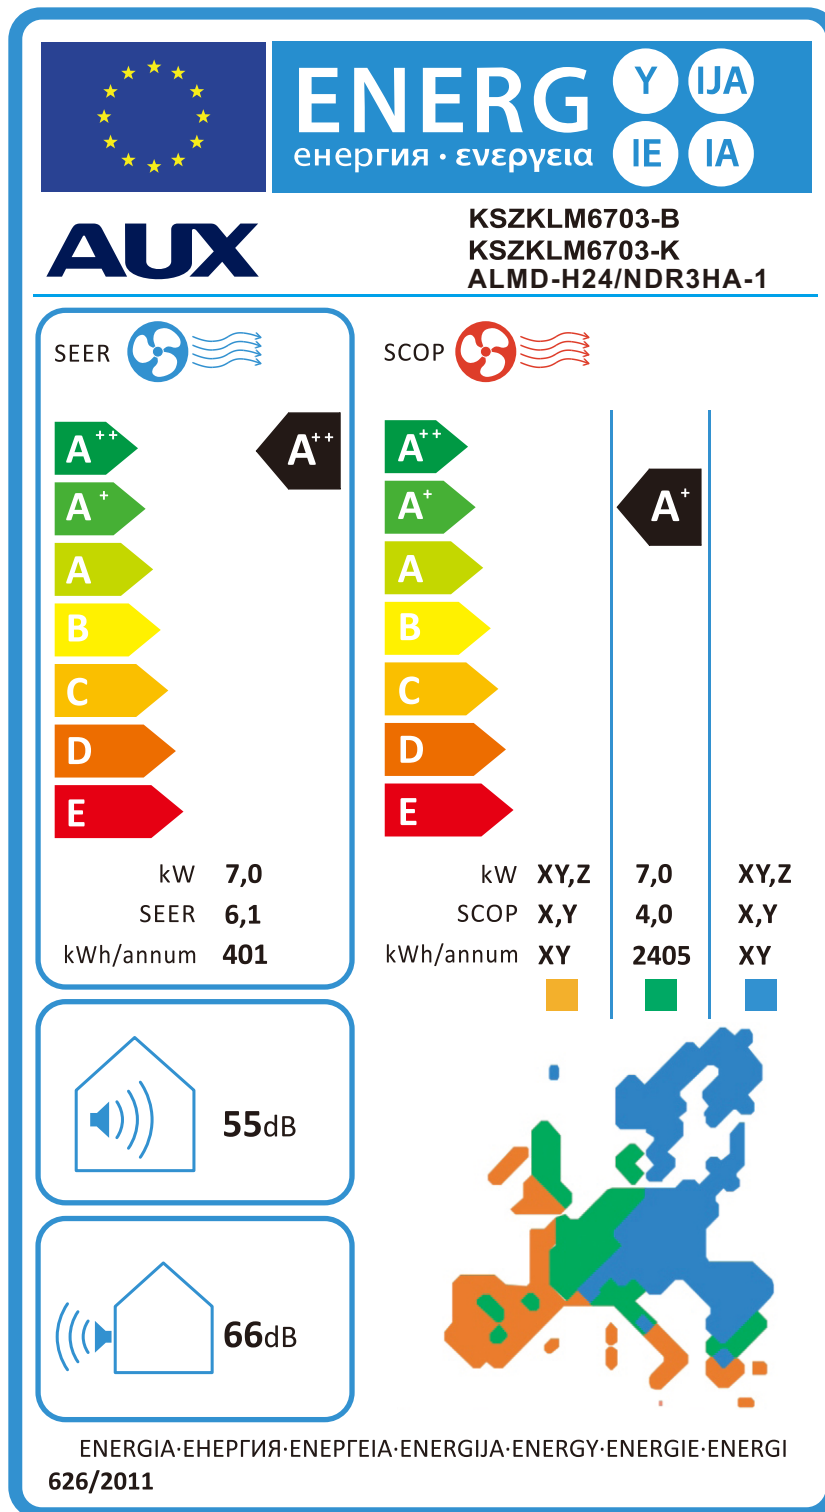 ENERG
енергия · ενεργεια
Y IJA
IE IA
AUX
KSZKLM6703-B
KSZKLM6703-K
ALMD-H24/NDR3HA-1
SEER
A++
A+
A
B
C
D
E
A++
kW 7,0
SEER 6,1
kWh/annum 401
SCOP
A++
A+
A
B
C
D
E
A+
kW XY,Z 7,0 XY,Z
SCOP X,Y 4,0 X,Y
kWh/annum XY 2405 XY
55dB
66dB
ENERGIA·ЕНЕРГИЯ·ΕΝΕΡΓΕΙΑ·ENERGIJA·ENERGY·ENERGIE·ENERGI
626/2011